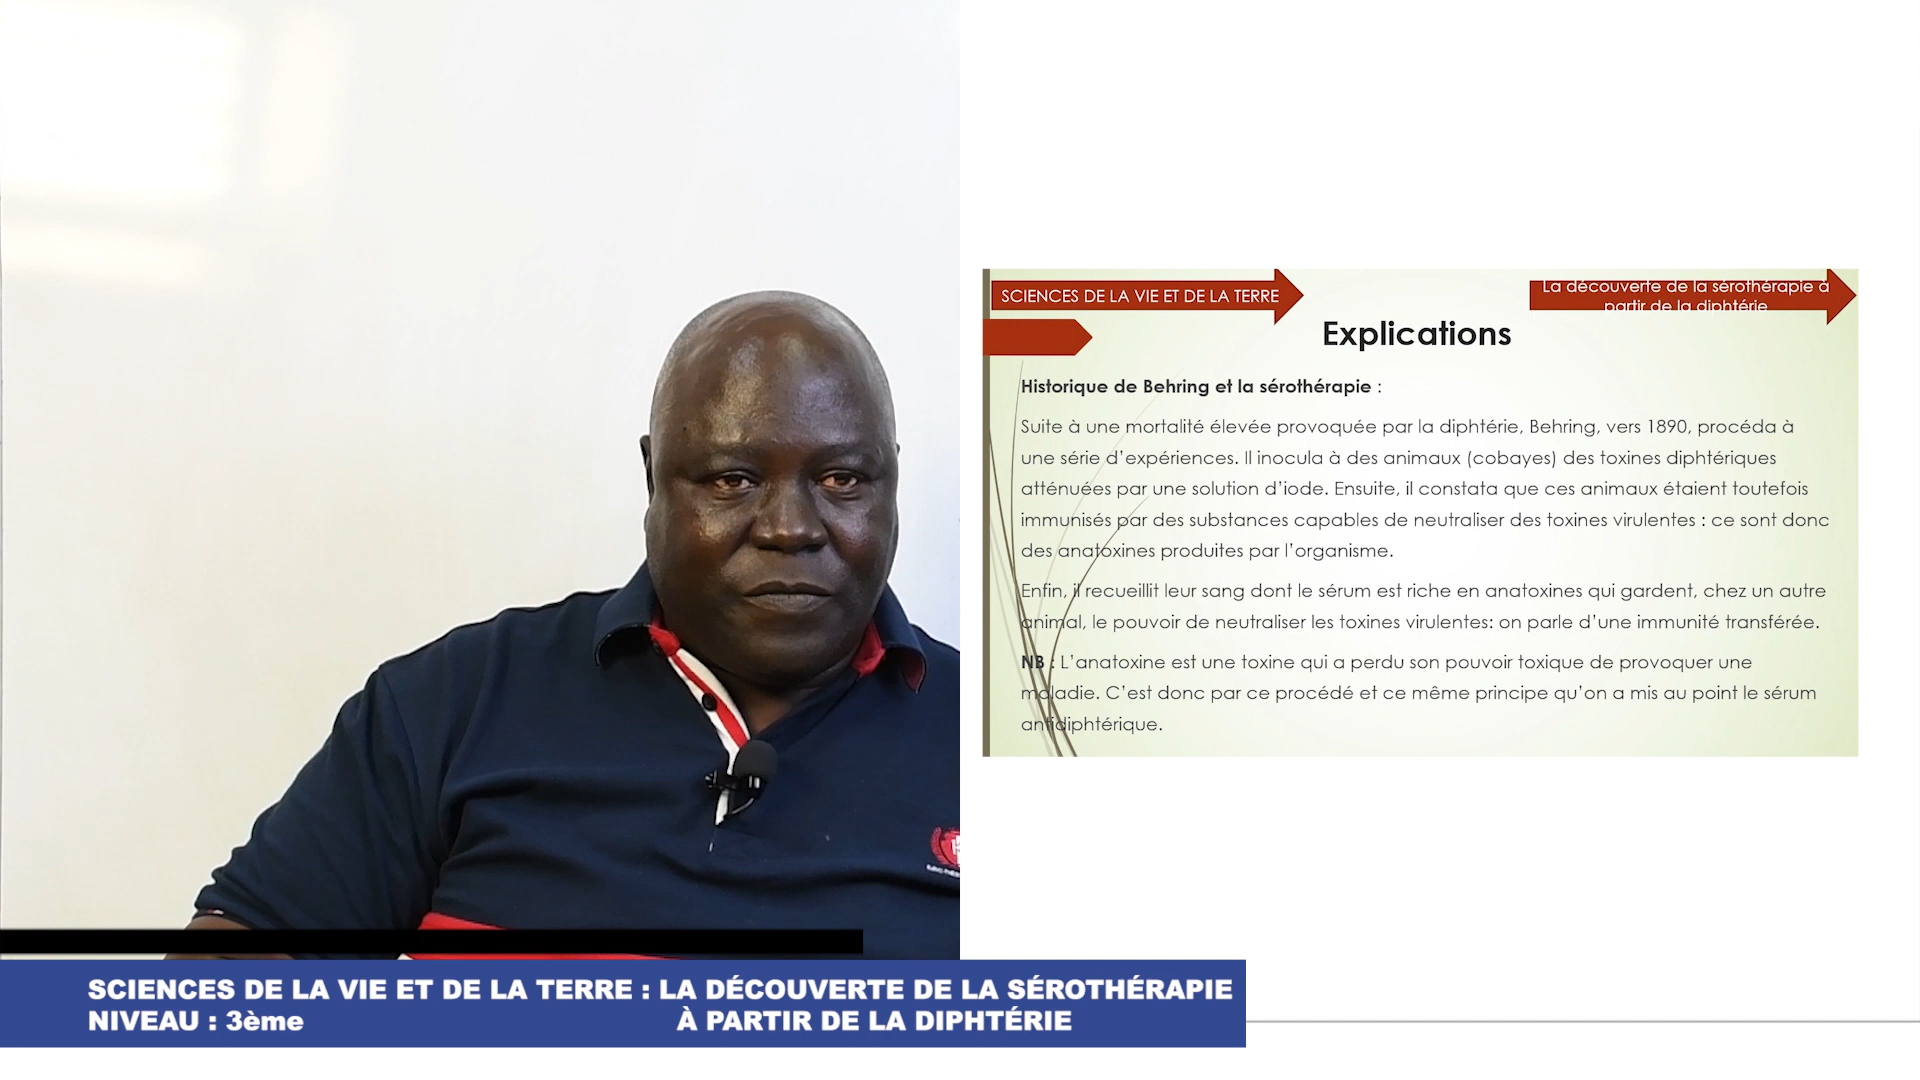 SCIENCES DE LA VIE ET DE LA TERRE
La découverte de la sérothérapie à
partir de la diphtérie
Explications
Historique de Behring et la sérothérapie :
Suite à une mortalité élevée provoquée par la diphtérie, Behring, vers 1890, procéda à
une série d’expériences. Il inocula à des animaux (cobayes) des toxines diphtériques
atténuées par une solution d’iode. Ensuite, il constata que ces animaux étaient toutefois
immunisés par des substances capables de neutraliser des toxines virulentes : ce sont donc
des anatoxines produites par l’organisme.
Enfin, il recueillit leur sang dont le sérum est riche en anatoxines qui gardent, chez un autre
animal, le pouvoir de neutraliser les toxines virulentes: on parle d’une immunité transférée.
NB : L’anatoxine est une toxine qui a perdu son pouvoir toxique de provoquer une
maladie. C’est donc par ce procédé et ce même principe qu’on a mis au point le sérum
antidiphtérique.
SCIENCES DE LA VIE ET DE LA TERRE : LA DÉCOUVERTE DE LA SÉROTHÉRAPIE
NIVEAU : 3ème À PARTIR DE LA DIPHTÉRIE